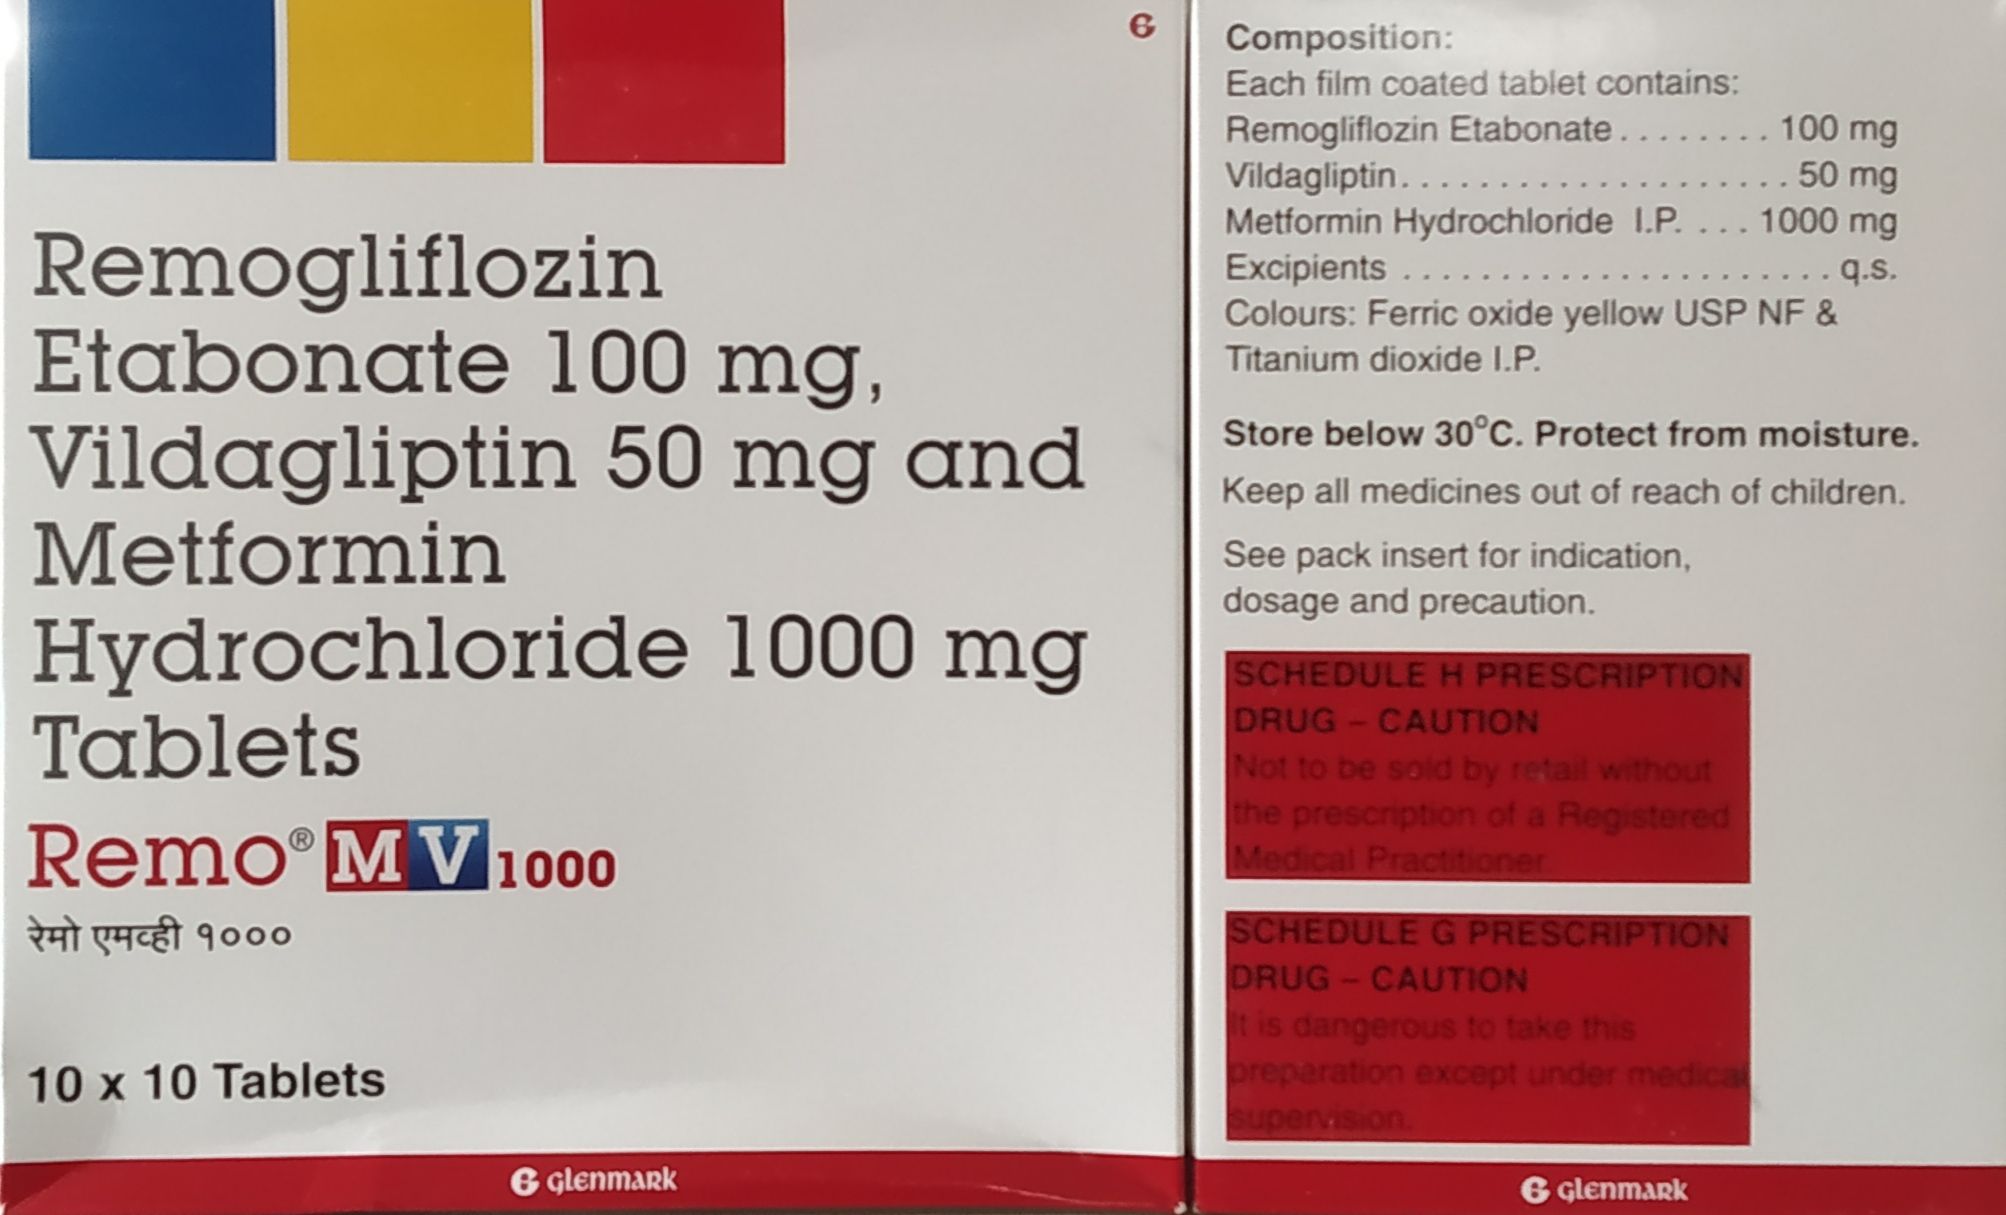 Remogliflozin
Etabonate 100 mg,
Vildagliptin 50 mg and
Metformin
Hydrochloride 1000 mg
Tablets
Remo® MV 1000
रेमो एमव्ही १०००
10 x 10 Tablets
glenmark
Composition:
Each film coated tablet contains:
Remogliflozin Etabonate ........ 100 mg
Vildagliptin.................... 50 mg
Metformin Hydrochloride I.P. ... 1000 mg
Excipients ...................... q.s.
Colours: Ferric oxide yellow USP NF &
Titanium dioxide I.P.
Store below 30°C. Protect from moisture.
Keep all medicines out of reach of children.
See pack insert for indication,
dosage and precaution.
SCHEDULE H PRESCRIPTION
DRUG – CAUTION
Not to be sold by retail without
the prescription of a Registered
Medical Practitioner.
SCHEDULE G PRESCRIPTION
DRUG – CAUTION
It is dangerous to take this
preparation except under medical
supervision.
glenmark